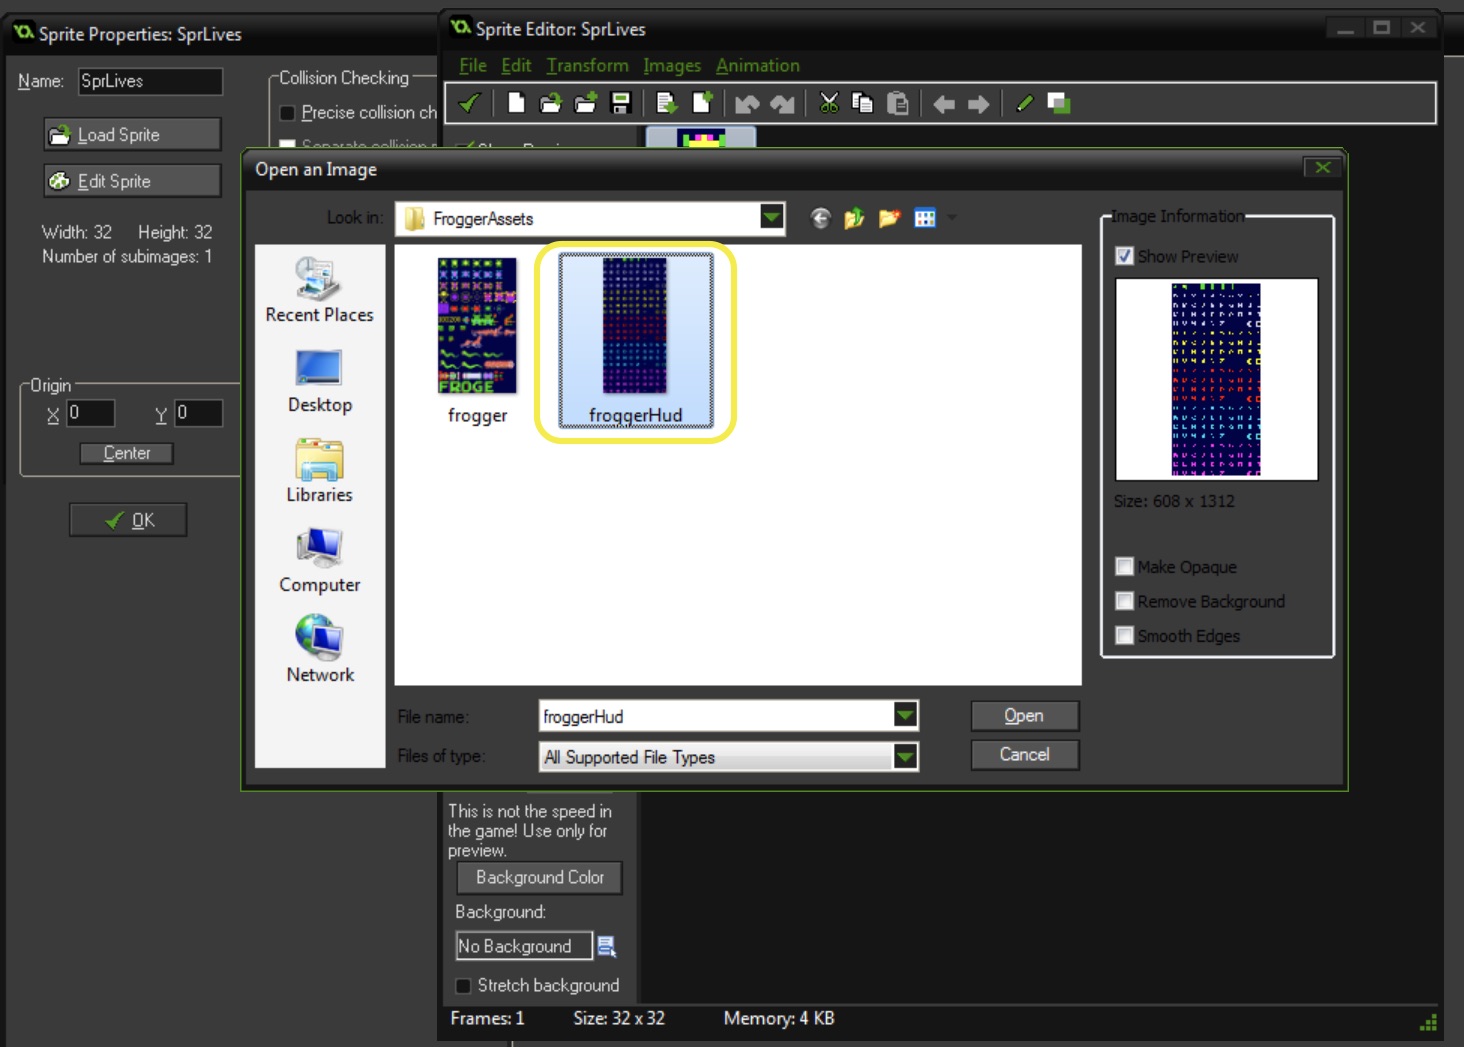 Sprite Properties: SprLives
Name: SprLives
Load Sprite
Edit Sprite
Width: 32 Height: 32
Number of subimages: 1
Collision Checking
Precise collision ch
Separate collision
Origin
X 0 Y 0
Center
OK
Sprite Editor: SprLives
File Edit Transform Images Animation
Open an Image
Look in: FroggerAssets
Recent Places
Desktop
Libraries
Computer
Network
FROGE
frogger
froggerHud
File name: froggerHud
Files of type: All Supported File Types
Open
Cancel
Image Information
Show Preview
Size: 608 x 1312
Make Opaque
Remove Background
Smooth Edges
This is not the speed in
the game! Use only for
preview.
Background Color
Background:
No Background
Stretch background
Frames: 1 Size: 32 x 32 Memory: 4 KB